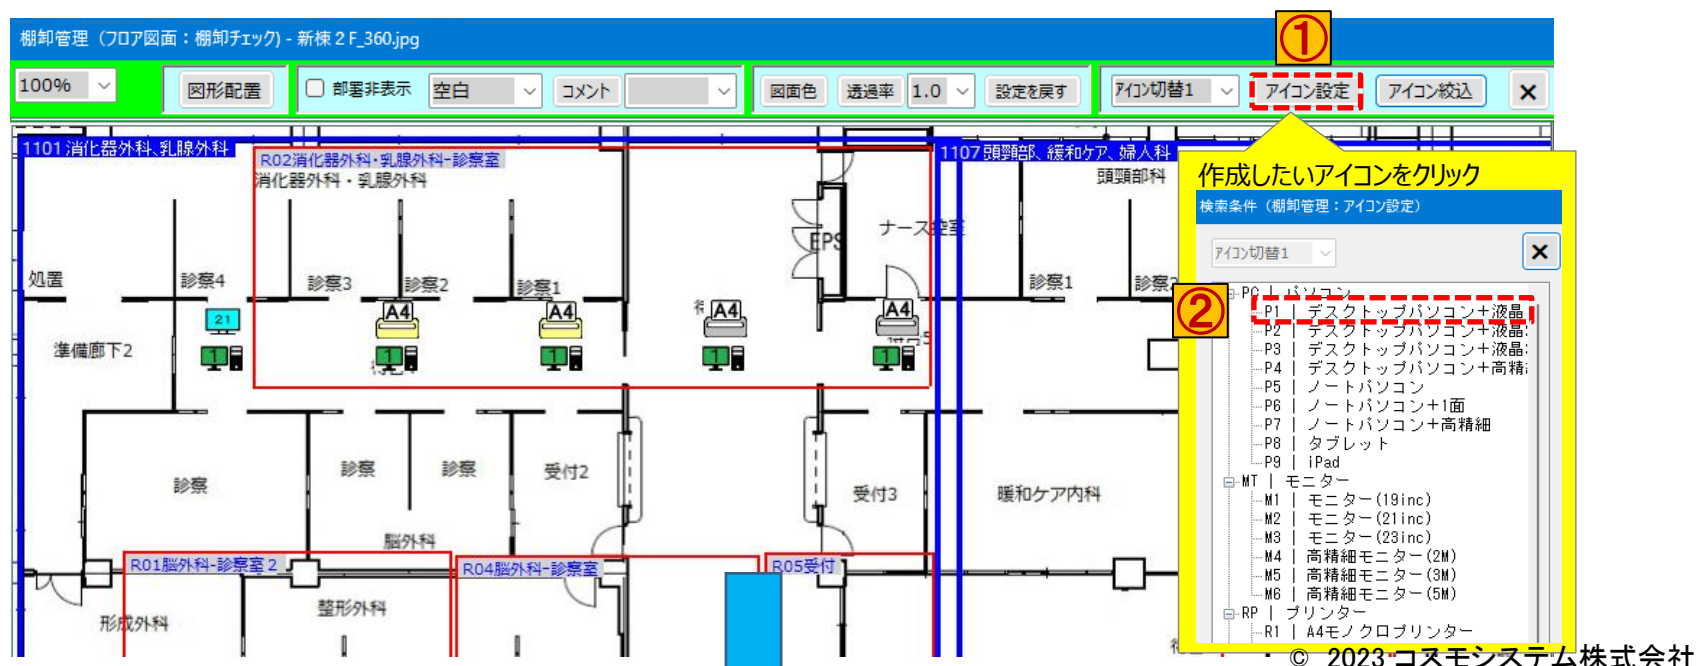 棚卸管理（フロア図面：棚卸チェック) - 新棟２F_360.jpg
①
100%
図形配置
部署非表示
空白
コメント
図面色
透過率
1.0
設定を戻す
ｱｲｺﾝ切替1
アイコン設定
アイコン絞込
×
1101 消化器外科、乳腺外科
R02消化器外科・乳腺外科-診察室
消化器外科・乳腺外科
1107 頭頸部、緩和ケア、婦人科
頭頸部科
作成したいアイコンをクリック
検索条件（棚卸管理：アイコン設定）
ｱｲｺﾝ切替1
×
EPS
ナース控室
処置
診察4
診察3
診察2
診察1
診察1
②
PC | パソコン
P1 | デスクトップパソコン＋液晶
P2 | デスクトップパソコン＋液晶
P3 | デスクトップパソコン＋液晶
P4 | デスクトップパソコン＋高精
P5 | ノートパソコン
P6 | ノートパソコン＋1面
P7 | ノートパソコン＋高精細
P8 | タブレット
P9 | iPad
MT | モニター
M1 | モニター(19inc)
M2 | モニター(21inc)
M3 | モニター(23inc)
M4 | 高精細モニター(2M)
M5 | 高精細モニター(3M)
M6 | 高精細モニター(5M)
RP | プリンター
R1 | A4モノクロプリンター
A4
A4
A4
A4
21
準備廊下2
1
1
1
1
1
診察
診察
診察
受付2
受付3
暖和ケア内科
脳外科
R01脳外科-診察室２
R04脳外科-診察室
R05受付
形成外科
整形外科
© 2023 コスモシステム株式会社